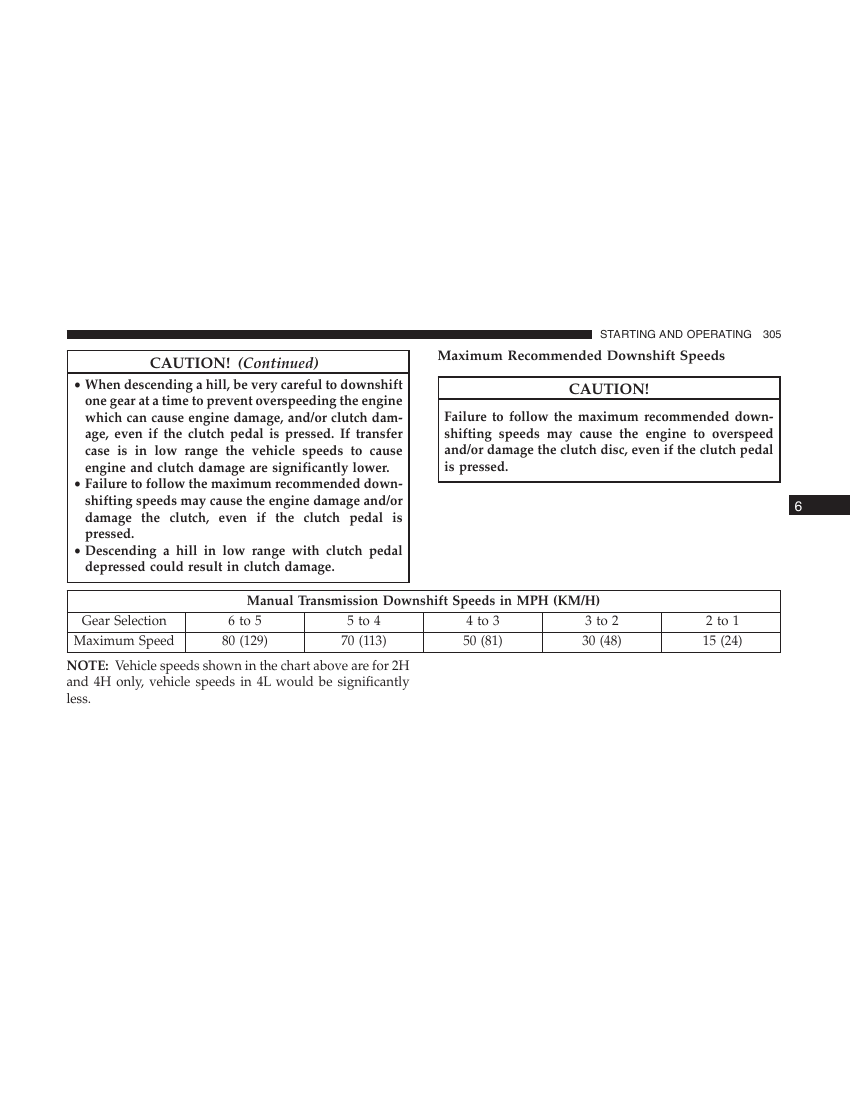 STARTING AND OPERATING 305
CAUTION! (Continued)
• When descending a hill, be very careful to downshift
one gear at a time to prevent overspeeding the engine
which can cause engine damage, and/or clutch dam-
age, even if the clutch pedal is pressed. If transfer
case is in low range the vehicle speeds to cause
engine and clutch damage are significantly lower.
• Failure to follow the maximum recommended down-
shifting speeds may cause the engine damage and/or
damage the clutch, even if the clutch pedal is
pressed.
• Descending a hill in low range with clutch pedal
depressed could result in clutch damage.
Maximum Recommended Downshift Speeds
CAUTION!
Failure to follow the maximum recommended down-
shifting speeds may cause the engine to overspeed
and/or damage the clutch disc, even if the clutch pedal
is pressed.
6
Manual Transmission Downshift Speeds in MPH (KM/H)
Gear Selection 6 to 5 5 to 4 4 to 3 3 to 2 2 to 1
Maximum Speed 80 (129) 70 (113) 50 (81) 30 (48) 15 (24)
NOTE: Vehicle speeds shown in the chart above are for 2H
and 4H only, vehicle speeds in 4L would be significantly
less.